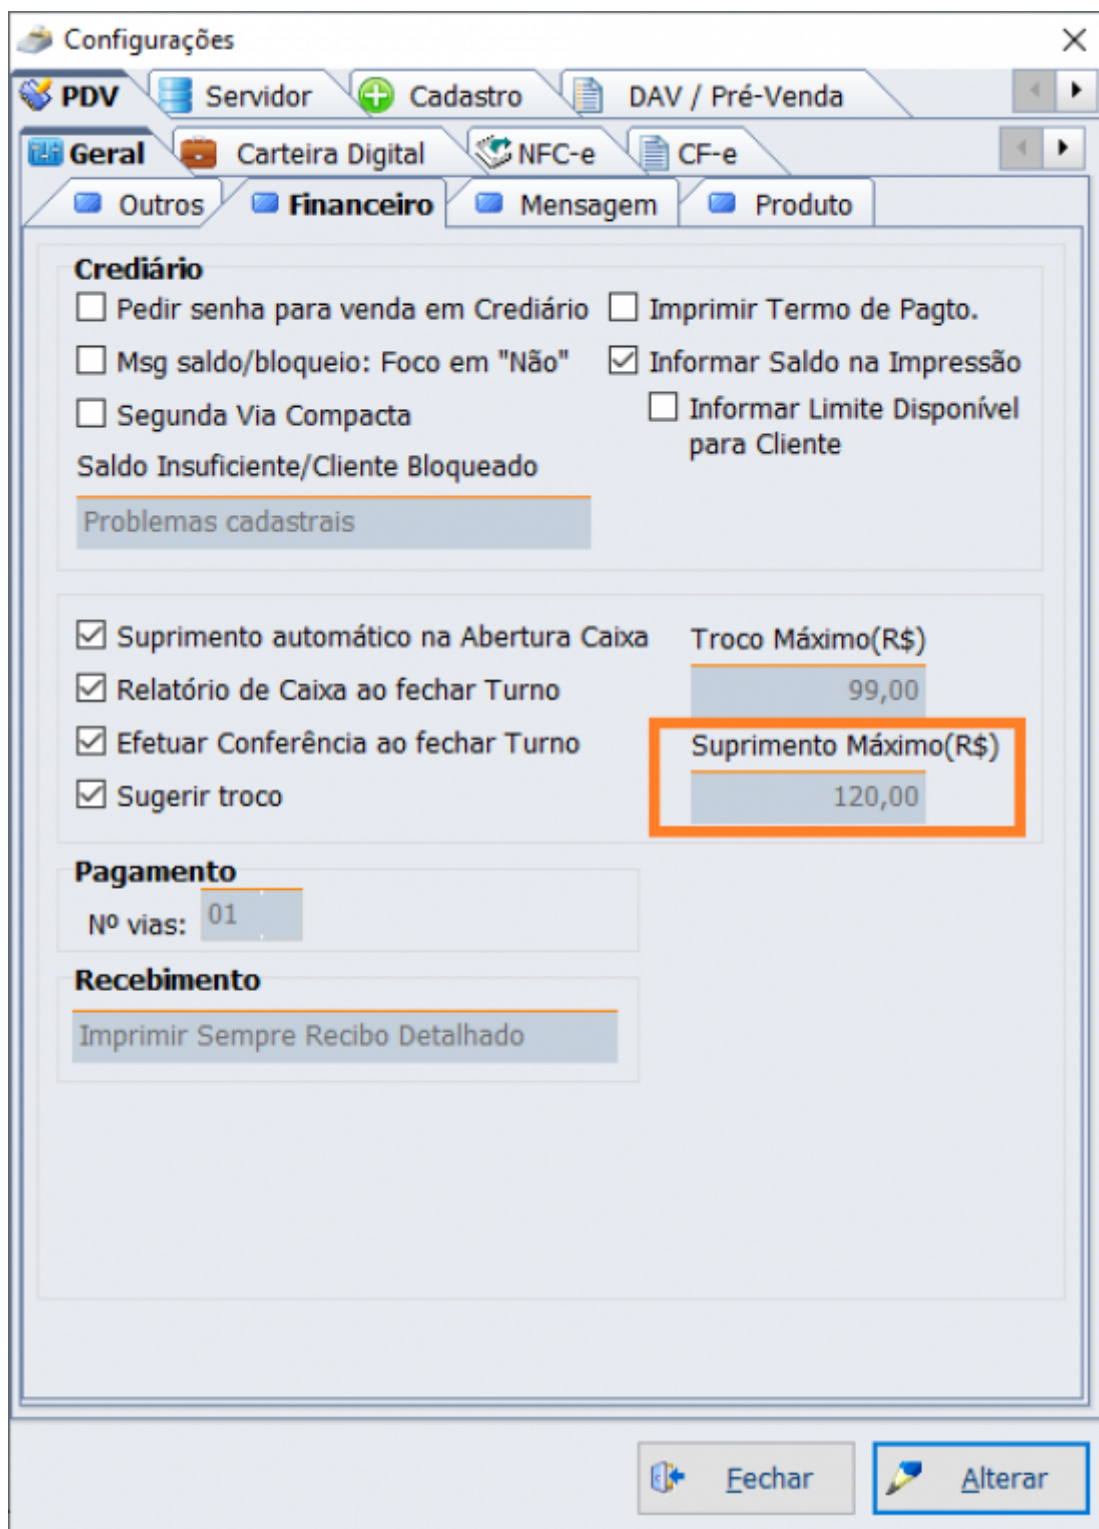 Configurações
PDV Servidor Cadastro DAV / Pré-Venda
Geral Carteira Digital NFC-e CF-e
Outros Financeiro Mensagem Produto
Crediário
Pedir senha para venda em Crediário Imprimir Termo de Pagto.
Msg saldo/bloqueio: Foco em "Não" Informar Saldo na Impressão
Segunda Via Compacta Informar Limite Disponível
para Cliente
Saldo Insuficiente/Cliente Bloqueado
Problemas cadastrais
Suprimento automático na Abertura Caixa Troco Máximo(R$)
Relatório de Caixa ao fechar Turno 99,00
Efetuar Conferência ao fechar Turno Suprimento Máximo(R$)
Sugerir troco 120,00
Pagamento
Nº vias: 01
Recebimento
Imprimir Sempre Recibo Detalhado
Fechar Alterar